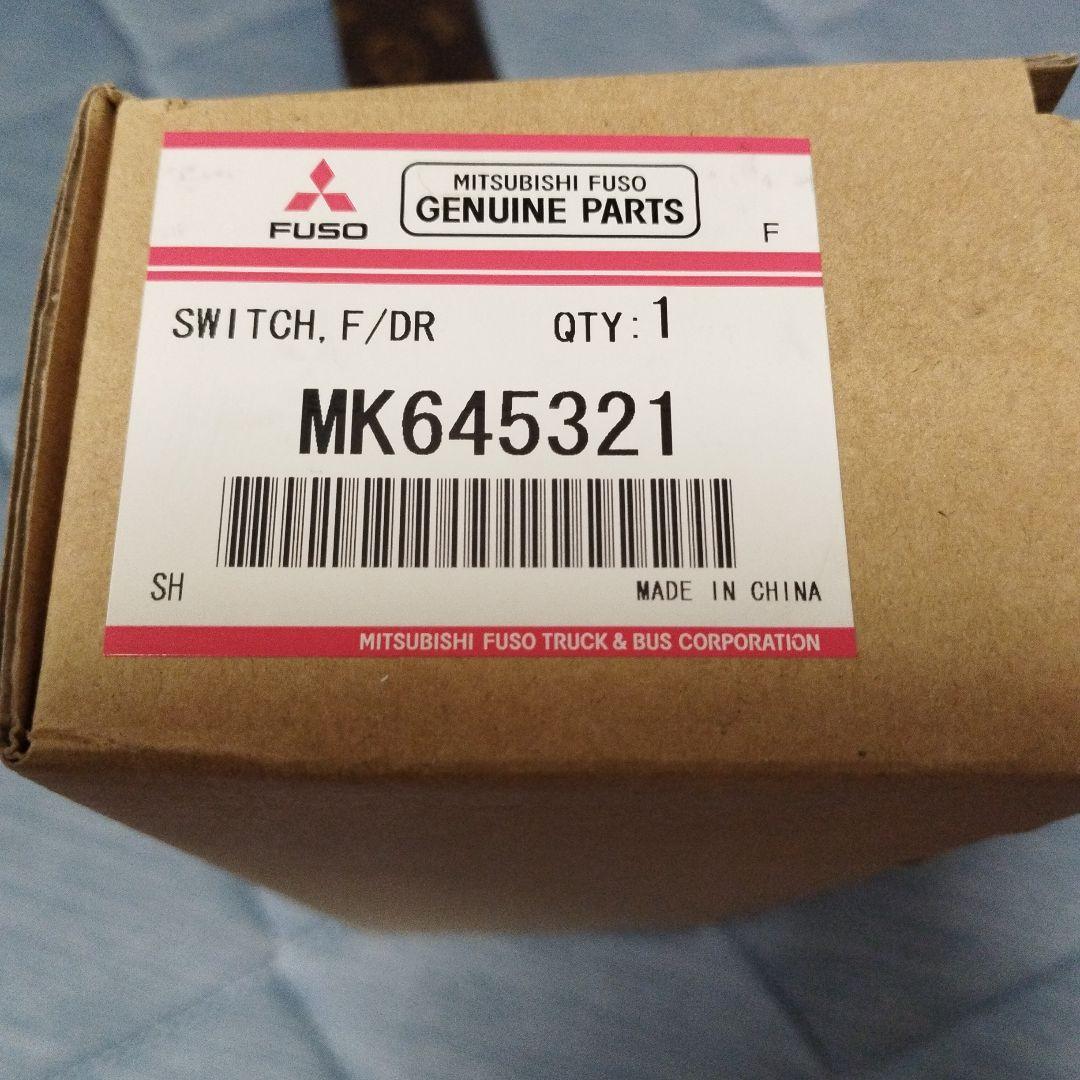 FUSO
MITSUBISHI FUSO
GENUINE PARTS
F
SWITCH, F/DR QTY: 1
MK645321
SH
MADE IN CHINA
MITSUBISHI FUSO TRUCK & BUS CORPORATION